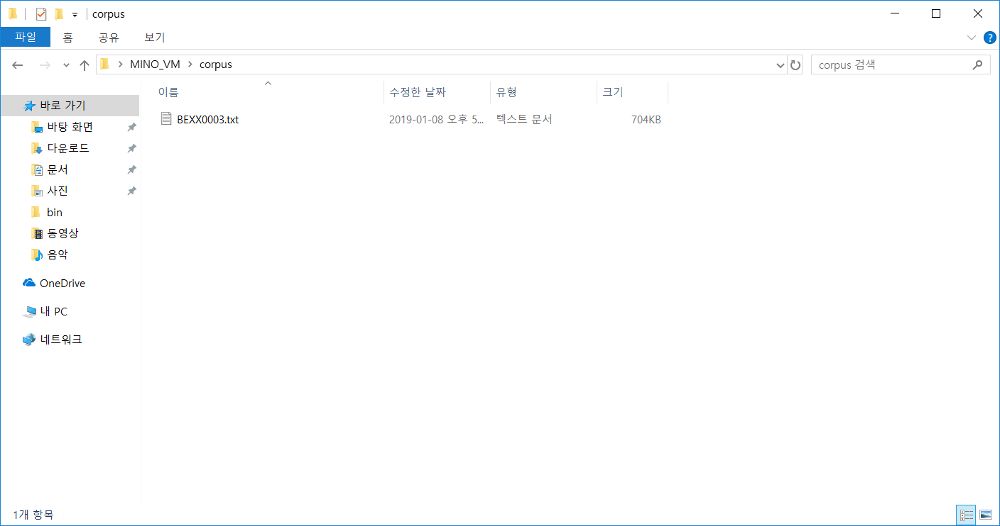 corpus
파일 홈 공유 보기
MINO_VM corpus
corpus 검색
이름 수정한 날짜 유형 크기
BEXX0003.txt 2019-01-08 오후 5... 텍스트 문서 704KB
바로 가기
바탕 화면
다운로드
문서
사진
bin
동영상
음악
OneDrive
내 PC
네트워크
1개 항목